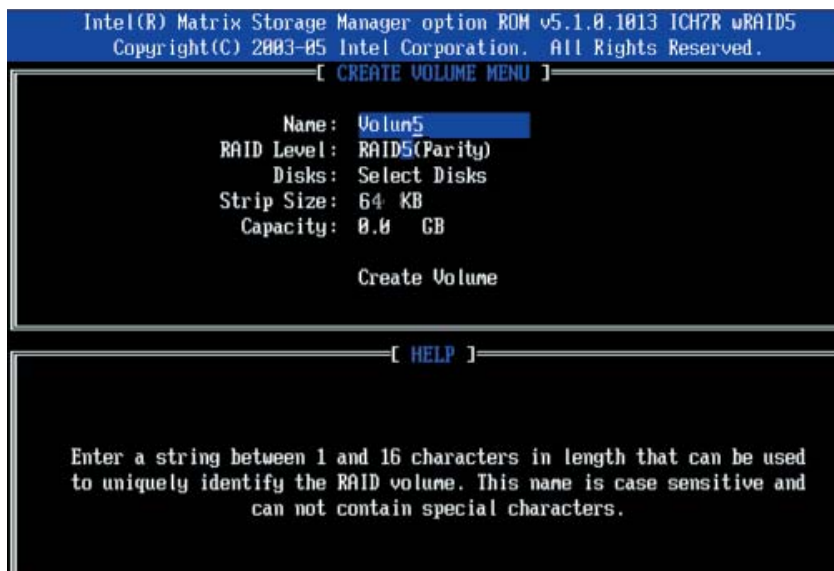 Intel(R) Matrix Storage Manager option ROM v5.1.0.1013 ICH7R wRAID5
Copyright(C) 2003-05 Intel Corporation. All Rights Reserved.
[ CREATE VOLUME MENU ]
Name: Volum5
RAID Level: RAID5(Parity)
Disks: Select Disks
Strip Size: 64 KB
Capacity: 0.0 GB
Create Volume
[ HELP ]
Enter a string between 1 and 16 characters in length that can be used
to uniquely identify the RAID volume. This name is case sensitive and
can not contain special characters.